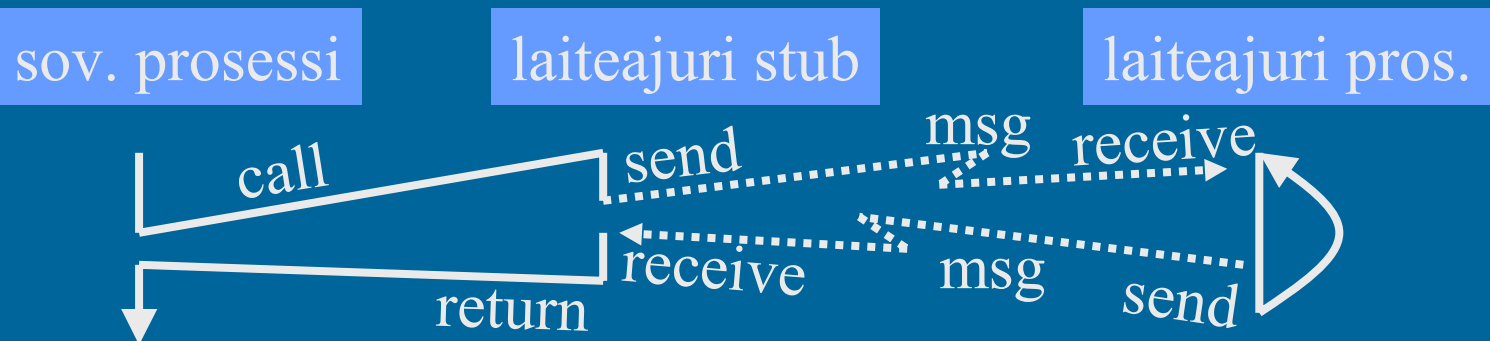 sov. prosessi
laiteajuri stub
laiteajuri pros.
call
send
msg
receive
receive
msg
send
return